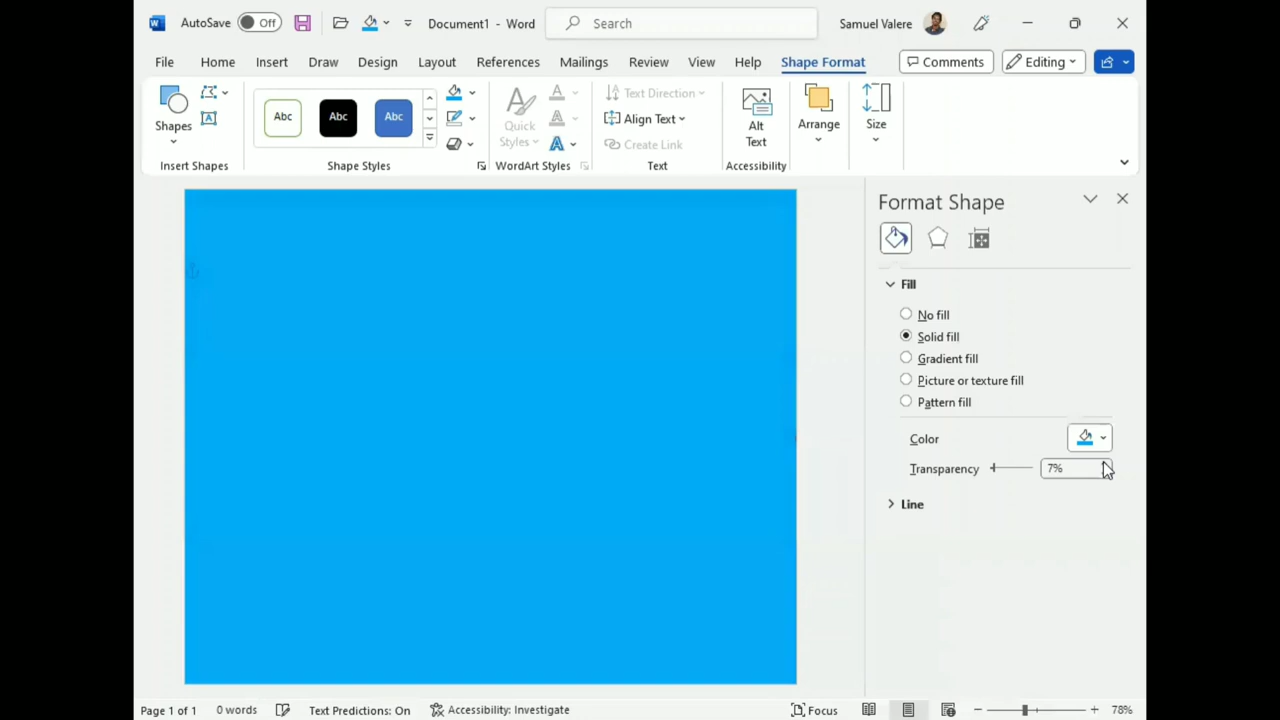 AutoSave Off Document1 - Word Search Samuel Valere
File Home Insert Draw Design Layout References Mailings Review View Help Shape Format Comments Editing
Shapes
Insert Shapes
Abc Abc Abc
Shape Styles
Quick
Styles
WordArt Styles
Text Direction
Align Text
Create Link
Text
Alt
Text
Accessibility
Arrange
Size
Format Shape
Fill
No fill
Solid fill
Gradient fill
Picture or texture fill
Pattern fill
Color
Transparency 7%
Line
Page 1 of 1 0 words Text Predictions: On Accessibility: Investigate Focus 78%